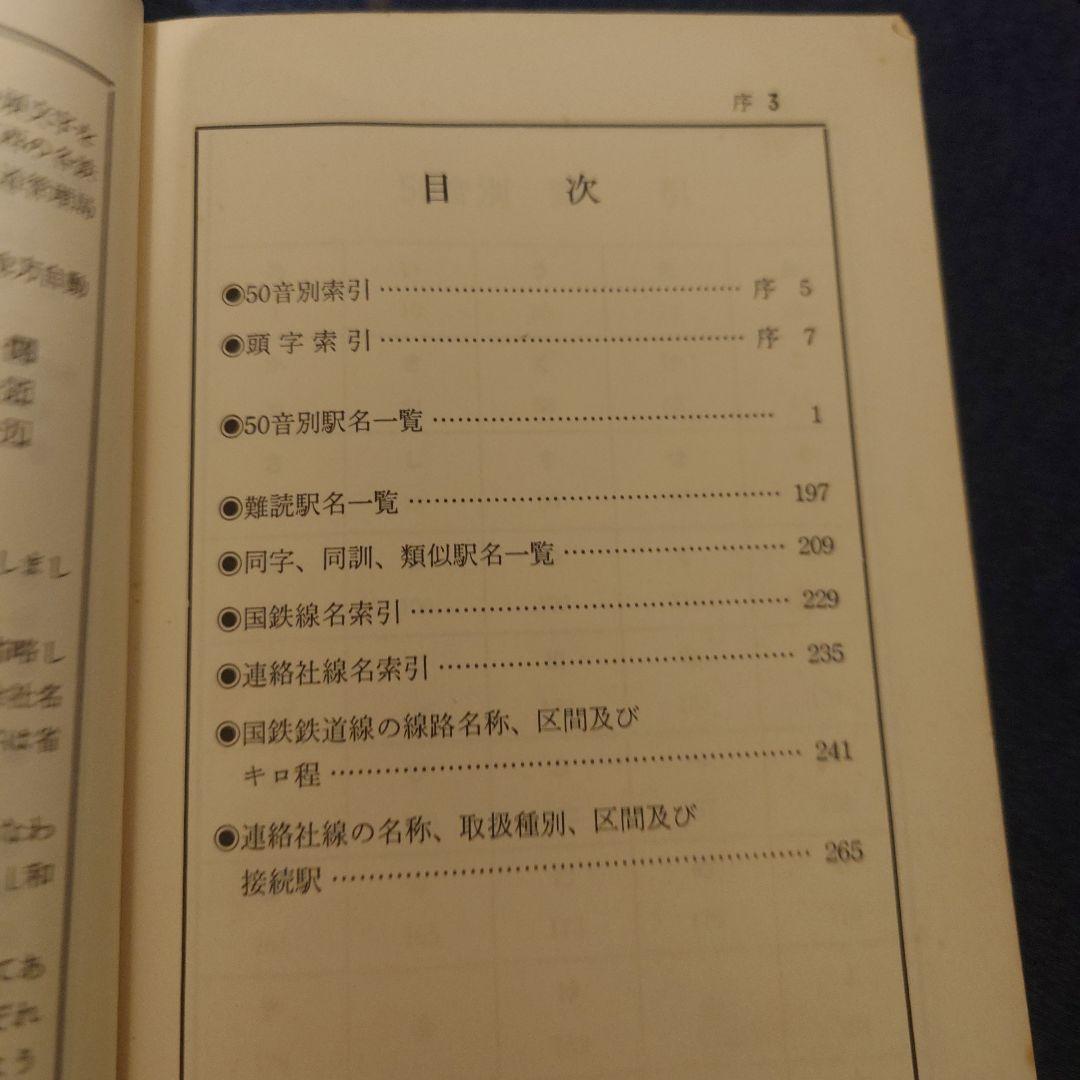 序 3
目 次
◉50音別索引………………………………… 序 5
◉頭字索引………………………………… 序 7
◉50音別駅名一覧………………………………… 1
◉難読駅名一覧………………………………… 197
◉同字、同訓、類似駅名一覧……………………… 209
◉国鉄線名索引………………………………… 229
◉連絡社線名索引………………………………… 235
◉国鉄鉄道線の線路名称、区間及び
キロ程………………………………………… 241
◉連絡社線の名称、取扱種別、区間及び
接続駅………………………………………… 265